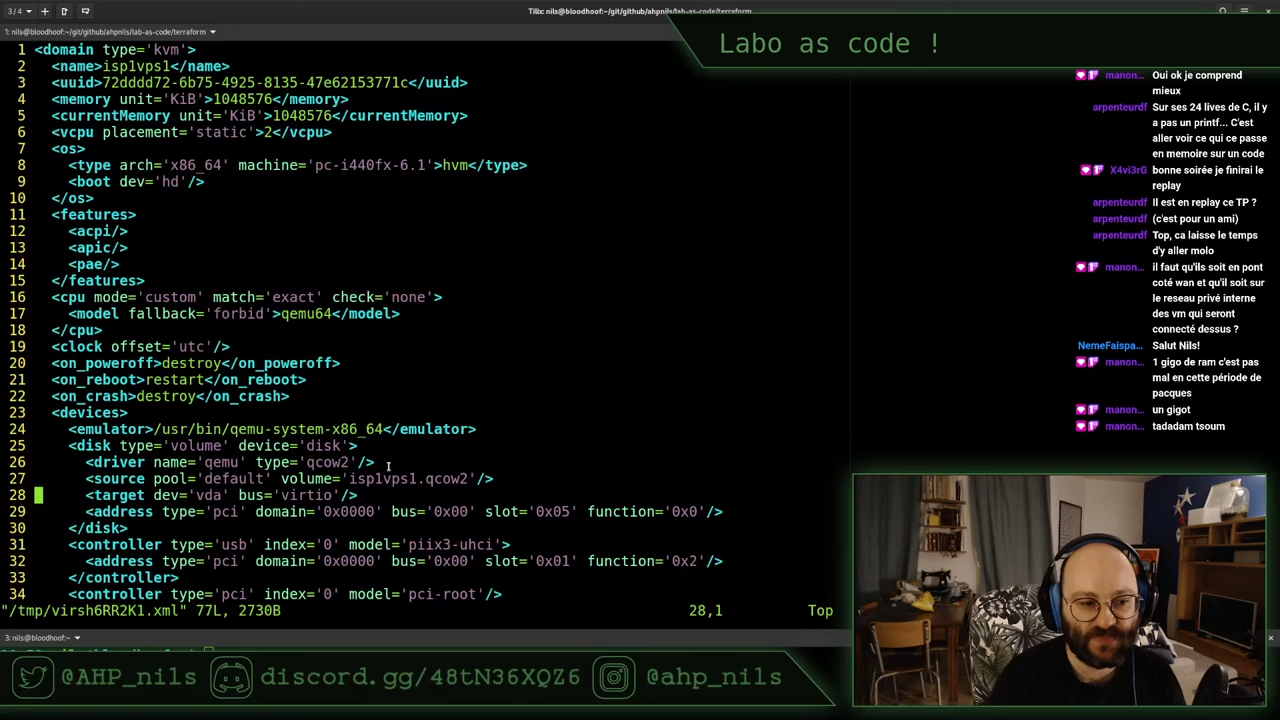 3 / 4
Tilix: nils@bloodhoof:~/git/github/ahpnils/lab-as-code/terraform
1: nils@bloodhoof:~/git/github/ahpnils/lab-as-code/terraform
Labo as code !
1 <domain type='kvm'>
2   <name>isp1vps1</name>
3   <uuid>72dddd72-6b75-4925-8135-47e62153771c</uuid>
4   <memory unit='KiB'>1048576</memory>
5   <currentMemory unit='KiB'>1048576</currentMemory>
6   <vcpu placement='static'>2</vcpu>
7   <os>
8     <type arch='x86_64' machine='pc-i440fx-6.1'>hvm</type>
9     <boot dev='hd'/>
10   </os>
11   <features>
12     <acpi/>
13     <apic/>
14     <pae/>
15   </features>
16   <cpu mode='custom' match='exact' check='none'>
17     <model fallback='forbid'>qemu64</model>
18   </cpu>
19   <clock offset='utc'/>
20   <on_poweroff>destroy</on_poweroff>
21   <on_reboot>restart</on_reboot>
22   <on_crash>destroy</on_crash>
23   <devices>
24     <emulator>/usr/bin/qemu-system-x86_64</emulator>
25     <disk type='volume' device='disk'>
26       <driver name='qemu' type='qcow2'/>
27       <source pool='default' volume='isp1vps1.qcow2'/>
28       <target dev='vda' bus='virtio'/>
29       <address type='pci' domain='0x0000' bus='0x00' slot='0x05' function='0x0'/>
30     </disk>
31     <controller type='usb' index='0' model='piix3-uhci'>
32       <address type='pci' domain='0x0000' bus='0x00' slot='0x01' function='0x2'/>
33     </controller>
34     <controller type='pci' index='0' model='pci-root'/>
"/tmp/virsh6RR2K1.xml" 77L, 2730B 28,1 Top
3: nils@bloodhoof:~
manon... Oui ok je comprend
mieux
arpenteurdf Sur ses 24 lives de C, il y
a pas un printf... C'est
aller voir ce qui ce passe
en memoire sur un code
X4vi3rG bonne soirée je finirai le
replay
arpenteurdf Il est en replay ce TP ?
arpenteurdf (c'est pour un ami)
arpenteurdf Top, ca laisse le temps
d'y aller molo
manon... il faut qu'ils soit en pont
coté wan et qu'il soit sur
le reseau privé interne
des vm qui seront
connecté dessus ?
NemeFaispa... Salut Nils!
manon... 1 gigo de ram c'est pas
mal en cette période de
pacques
manon... un gigot
manon... tadadam tsoum
@AHP_nils
discord.gg/48tN36XQZ6
@ahp_nils